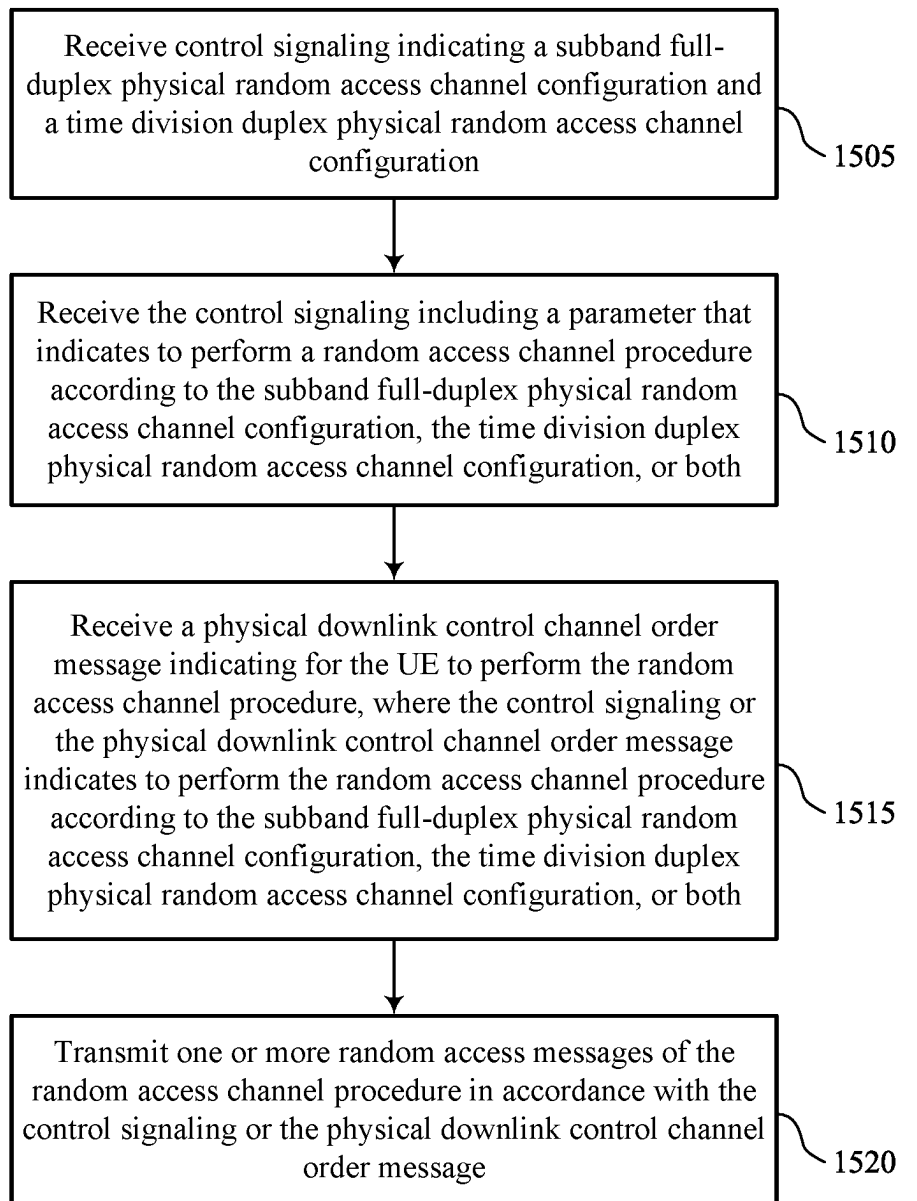 Receive control signaling indicating a subband full-
duplex physical random access channel configuration and
a time division duplex physical random access channel
configuration
1505
Receive the control signaling including a parameter that
indicates to perform a random access channel procedure
according to the subband full-duplex physical random
access channel configuration, the time division duplex
physical random access channel configuration, or both
1510
Receive a physical downlink control channel order
message indicating for the UE to perform the random
access channel procedure, where the control signaling or
the physical downlink control channel order message
indicates to perform the random access channel procedure
according to the subband full-duplex physical random
access channel configuration, the time division duplex
physical random access channel configuration, or both
1515
Transmit one or more random access messages of the
random access channel procedure in accordance with the
control signaling or the physical downlink control channel
order message
1520